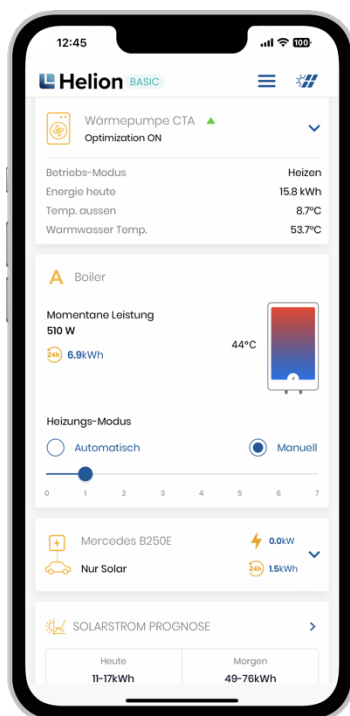 12:45
100
Helion BASIC
Wärmepumpe CTA
Optimization ON
Betriebs-Modus Heizen
Energie heute 15.8 kWh
Temp. aussen 8.7°C
Warmwasser Temp. 53.7°C
A Boiler
Momentane Leistung
510 W
24h 6.9kWh
44°C
Heizungs-Modus
Automatisch Manuell
0 1 2 3 4 5 6 7
Mercedes B250E 0.0kW
Nur Solar 24h 1.5kWh
SOLARSTROM PROGNOSE
Heute Morgen
11-17kWh 49-76kWh